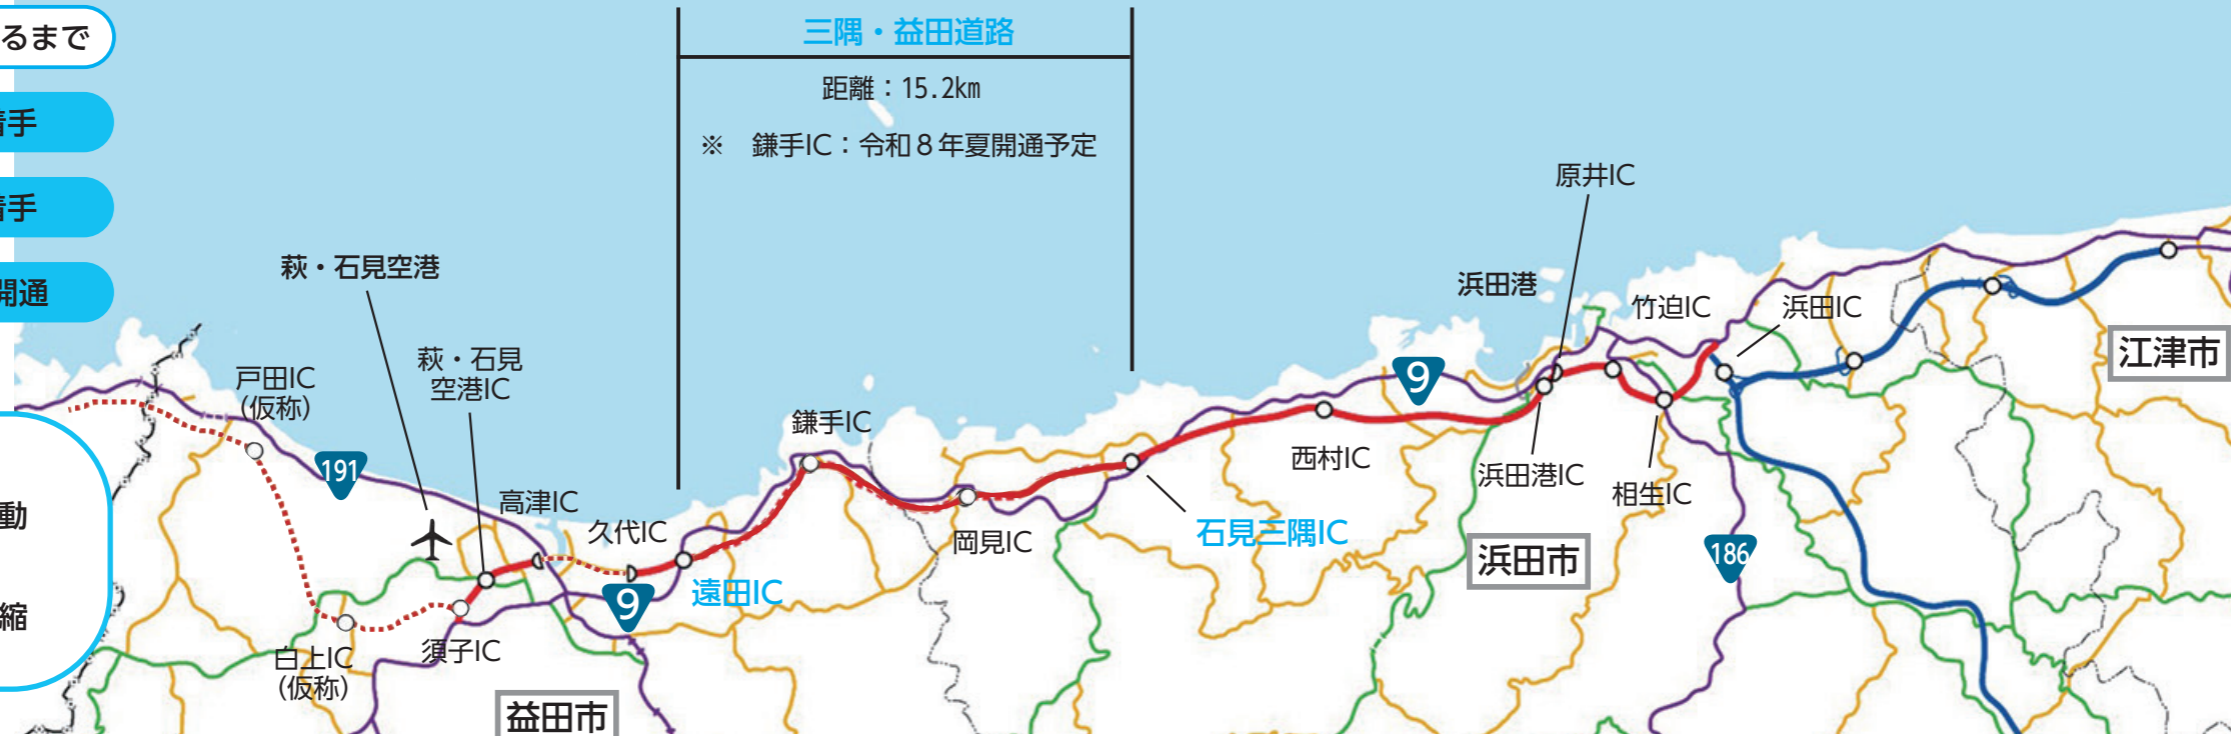 るまで
着手
着手
開通
動
縮
三隅・益田道路
距離：15.2km
※ 鎌手IC：令和８年夏開通予定
萩・石見空港
萩・石見
空港IC
戸田IC
（仮称）
191
高津IC
久代IC
9
遠田IC
須子IC
白上IC
（仮称）
益田市
鎌手IC
岡見IC
石見三隅IC
西村IC
9
浜田港
原井IC
竹迫IC
浜田IC
浜田港IC
相生IC
浜田市
186
江津市